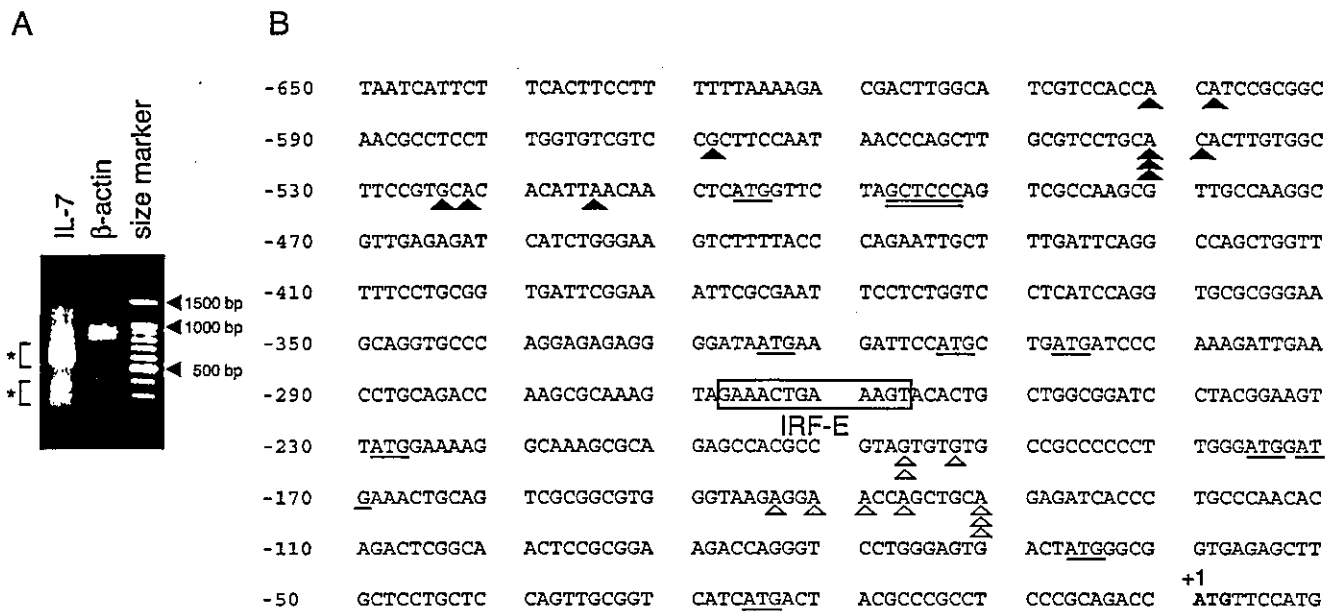 A
B
IL-7
β-actin
size marker
1500 bp
1000 bp
500 bp
*
*
-650 TAATCATTCT TCACTTCCTT TTTTAAAAGA CGACTTGGCA TCGTCCACCA CATCCGCGGC
-590 AACGCCTCCT TGGTGTCGTC CGCTTCCAAT AACCCAGCTT GCGTCCTGCA CACTTGTGGC
-530 TTCCGTGCAC ACATTAACAA CTCATGGTTC TAGCTCCCAG TCGCCAAGCG TTGCCAAGGC
-470 GTTGAGAGAT CATCTGGGAA GTCTTTTACC CAGAATTGCT TTGATTCAGG CCAGCTGGTT
-410 TTTCCTGCGG TGATTCGGAA ATTCGCGAAT TCCTCTGGTC CTCATCCAGG TGCGCGGGAA
-350 GCAGGTGCCC AGGAGAGAGG GGATAATGAA GATTCCATGC TGATGATCCC AAAGATTGAA
-290 CCTGCAGACC AAGCGCAAAG TAGAAACTGA AAGTACACTG CTGGCGGATC CTACGGAAGT
IRF-E
-230 TATGGAAAAG GCAAAGCGCA GAGCCACGCC GTAGTGTGTG CCGCCCCCCT TGGGATGGAT
-170 GAAACTGCAG TCGCGGCGTG GGTAAGAGGA ACCAGCTGCA GAGATCACCC TGCCCAACAC
-110 AGACTCGGCA ACTCCGCGGA AGACCAGGGT CCTGGGAGTG ACTATGGGCG GTGAGAGCTT
+1
-50 GCTCCTGCTC CAGTTGCGGT CATCATGACT ACGCCCGCCT CCCGCAGACC ATGTTCCATG